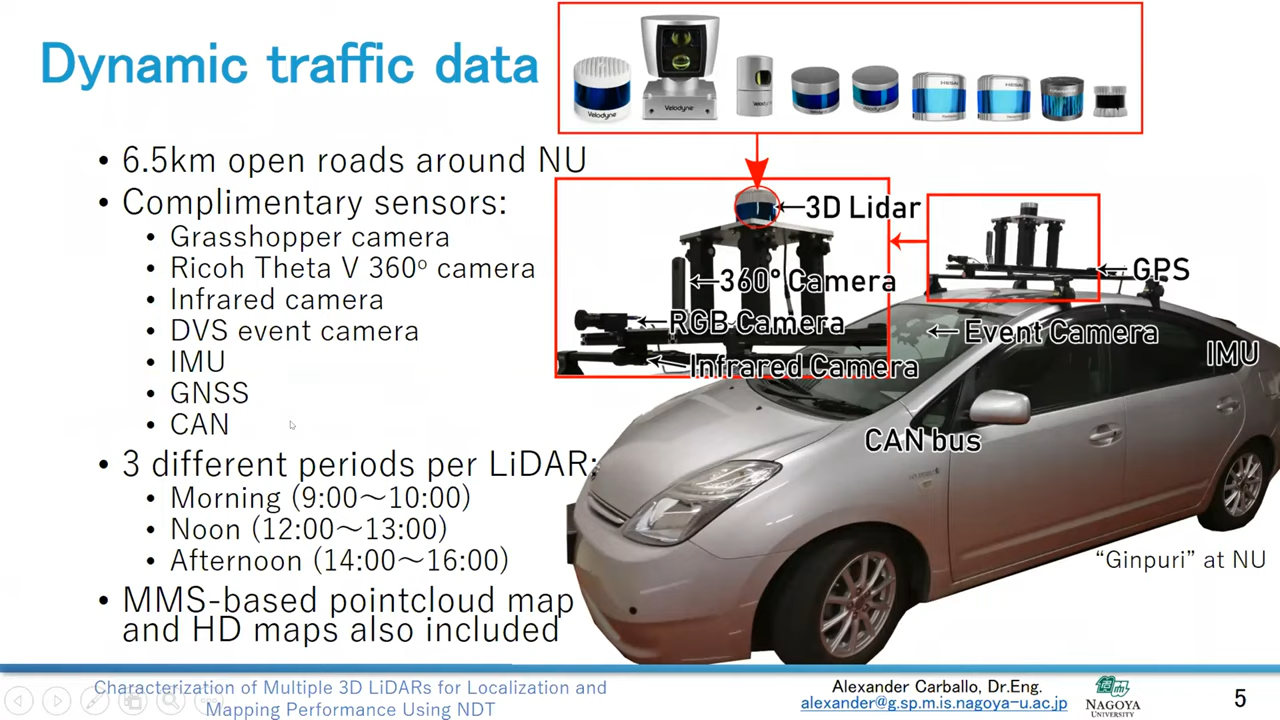 Dynamic traffic data
• 6.5km open roads around NU
• Complimentary sensors:
• Grasshopper camera
• Ricoh Theta V 360° camera
• Infrared camera
• DVS event camera
• IMU
• GNSS
• CAN
• 3 different periods per LiDAR:
• Morning (9:00～10:00)
• Noon (12:00～13:00)
• Afternoon (14:00～16:00)
• MMS-based pointcloud map
and HD maps also included
Velodyne
Velodyne
3D Lidar
360° Camera
RGB Camera
Infrared Camera
GPS
Event Camera
IMU
CAN bus
“Ginpuri” at NU
Characterization of Multiple 3D LiDARs for Localization and
Mapping Performance Using NDT
Alexander Carballo, Dr.Eng.
alexander@g.sp.m.is.nagoya-u.ac.jp
NAGOYA
UNIVERSITY
5